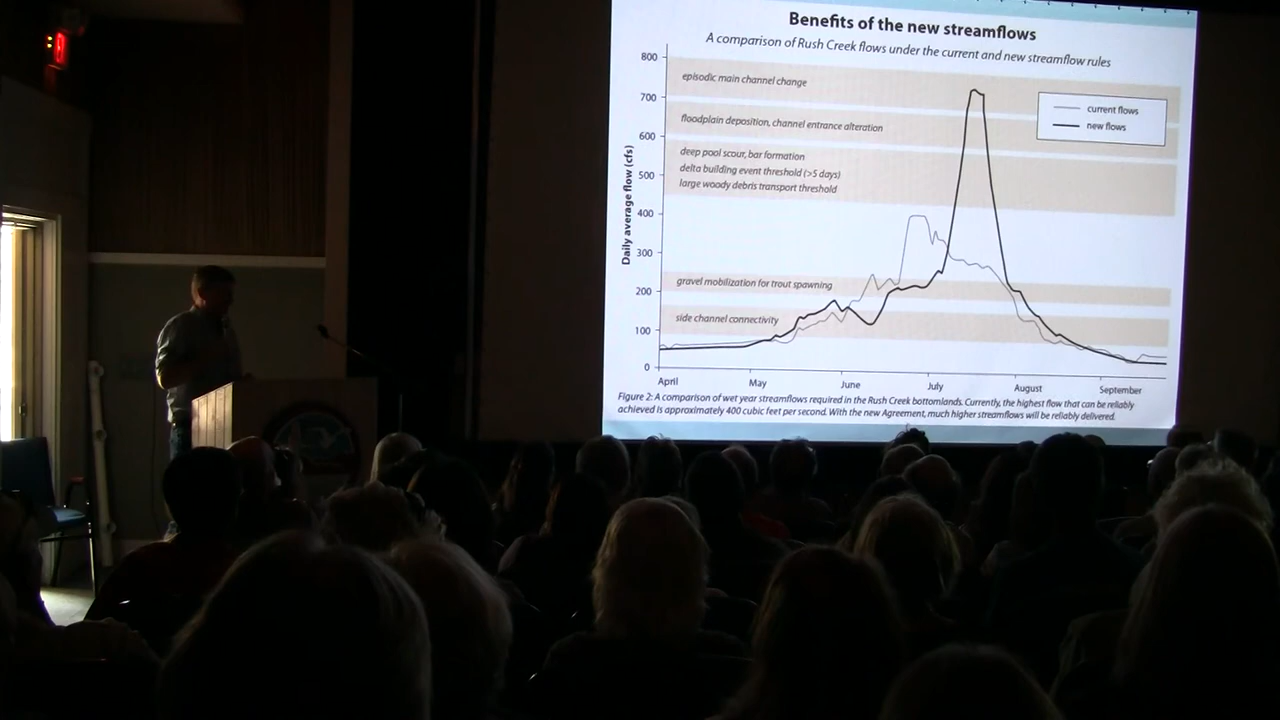 Benefits of the new streamflows
A comparison of Rush Creek flows under the current and new streamflow rules
Daily average flow (cfs)
800
700
600
500
400
300
200
100
0
episodic main channel change
floodplain deposition, channel entrance alteration
deep pool scour, bar formation
delta building event threshold (>5 days)
large woody debris transport threshold
gravel mobilization for trout spawning
side channel connectivity
current flows
new flows
April May June July August September
Figure 2: A comparison of wet year streamflows required in the Rush Creek bottomlands. Currently, the highest flow that can be reliably
achieved is approximately 400 cubic feet per second. With the new Agreement, much higher streamflows will be reliably delivered.